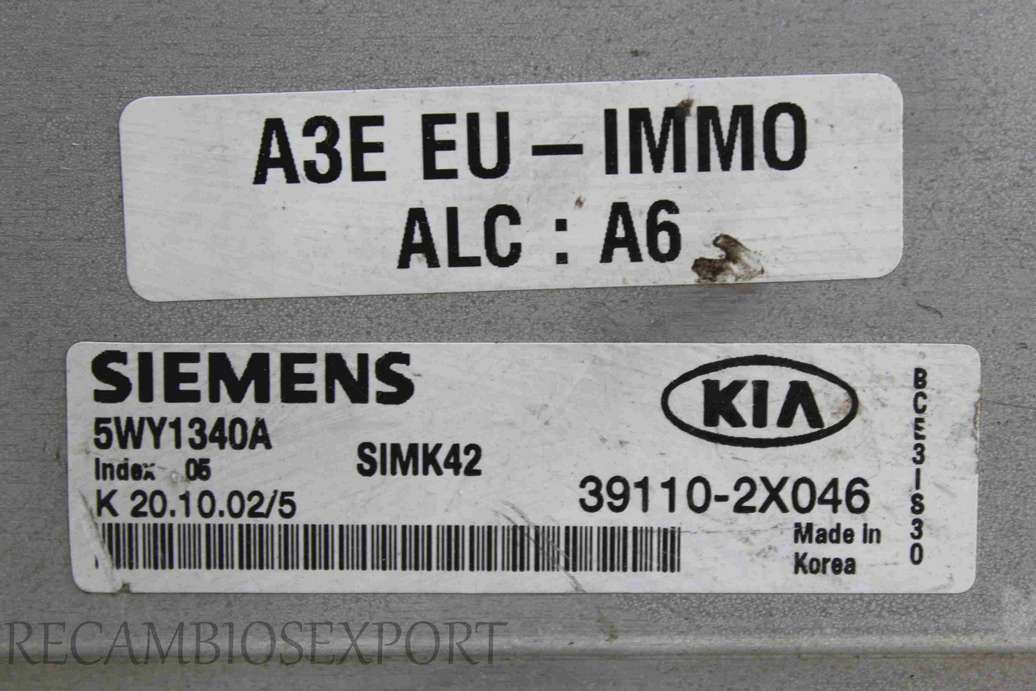 A3E EU – IMMO
ALC : A6
SIEMENS
5WY1340A
Index 05
SIMK42
K 20.10.02/5
KIA
39110-2X046
Made in
Korea
BCE3IS30
RECAMBIOSEXPORT